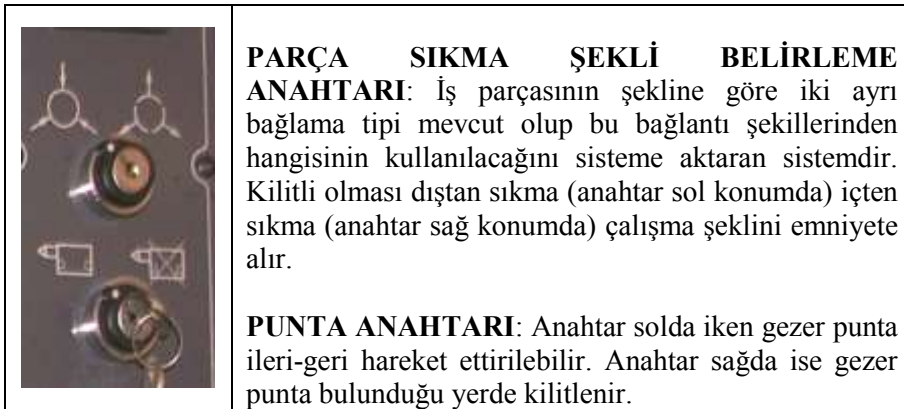 PARÇA SIKMA ŞEKLİ BELİRLEME
ANAHTARI: İş parçasının şekline göre iki ayrı
bağlama tipi mevcut olup bu bağlantı şekillerinden
hangisinin kullanılacağını sisteme aktaran sistemdir.
Kilitli olması dıştan sıkma (anahtar sol konumda) içten
sıkma (anahtar sağ konumda) çalışma şeklini emniyete
alır.
PUNTA ANAHTARI: Anahtar solda iken gezer punta
ileri-geri hareket ettirilebilir. Anahtar sağda ise gezer
punta bulunduğu yerde kilitlenir.